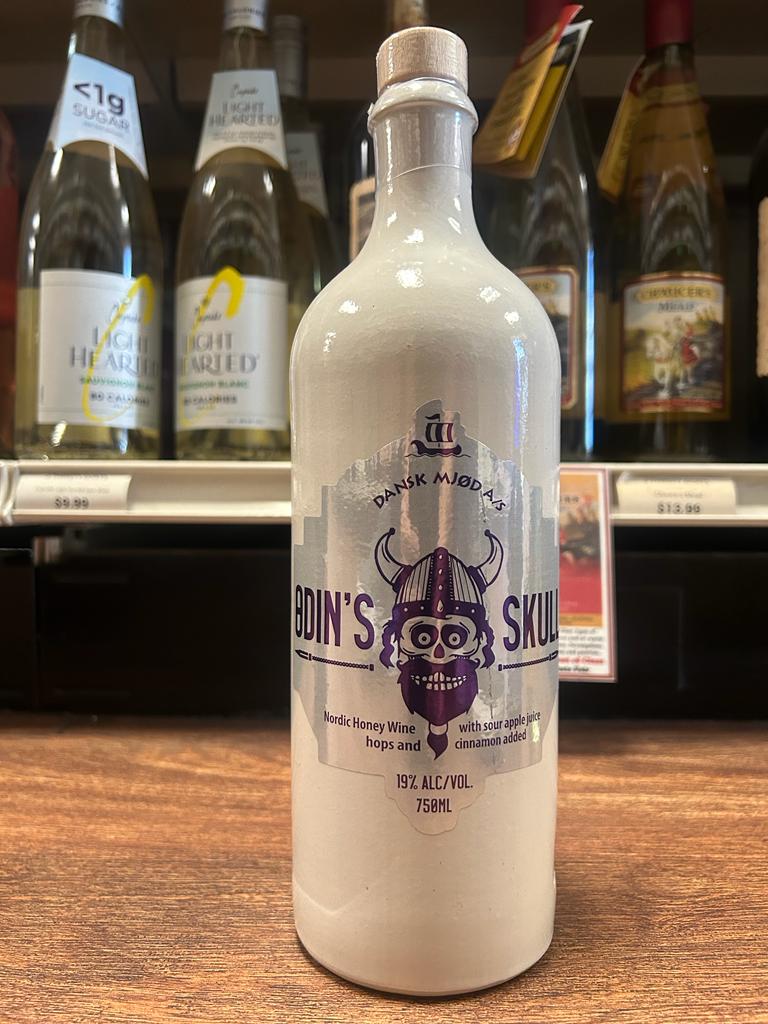 <1g
SUGAR
LIGHT
HEARTED
LIGHT
HEARTED
SAUVIGNON BLANC
80 CALORIES
LIGHT
HEARTED
SAUVIGNON BLANC
80 CALORIES
CHAUCER'S
MEAD
$9.99
$13.99
DANSK MJØD A/S
ODIN'S SKULL
Nordic Honey Wine with sour apple juice
hops and cinnamon added
19% ALC/VOL.
750ML